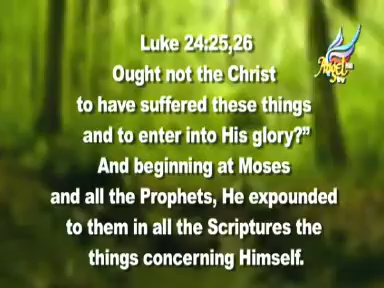 Luke 24:25,26
Ought not the Christ
to have suffered these things
and to enter into His glory?”
And beginning at Moses
and all the Prophets, He expounded
to them in all the Scriptures the
things concerning Himself.
Angel